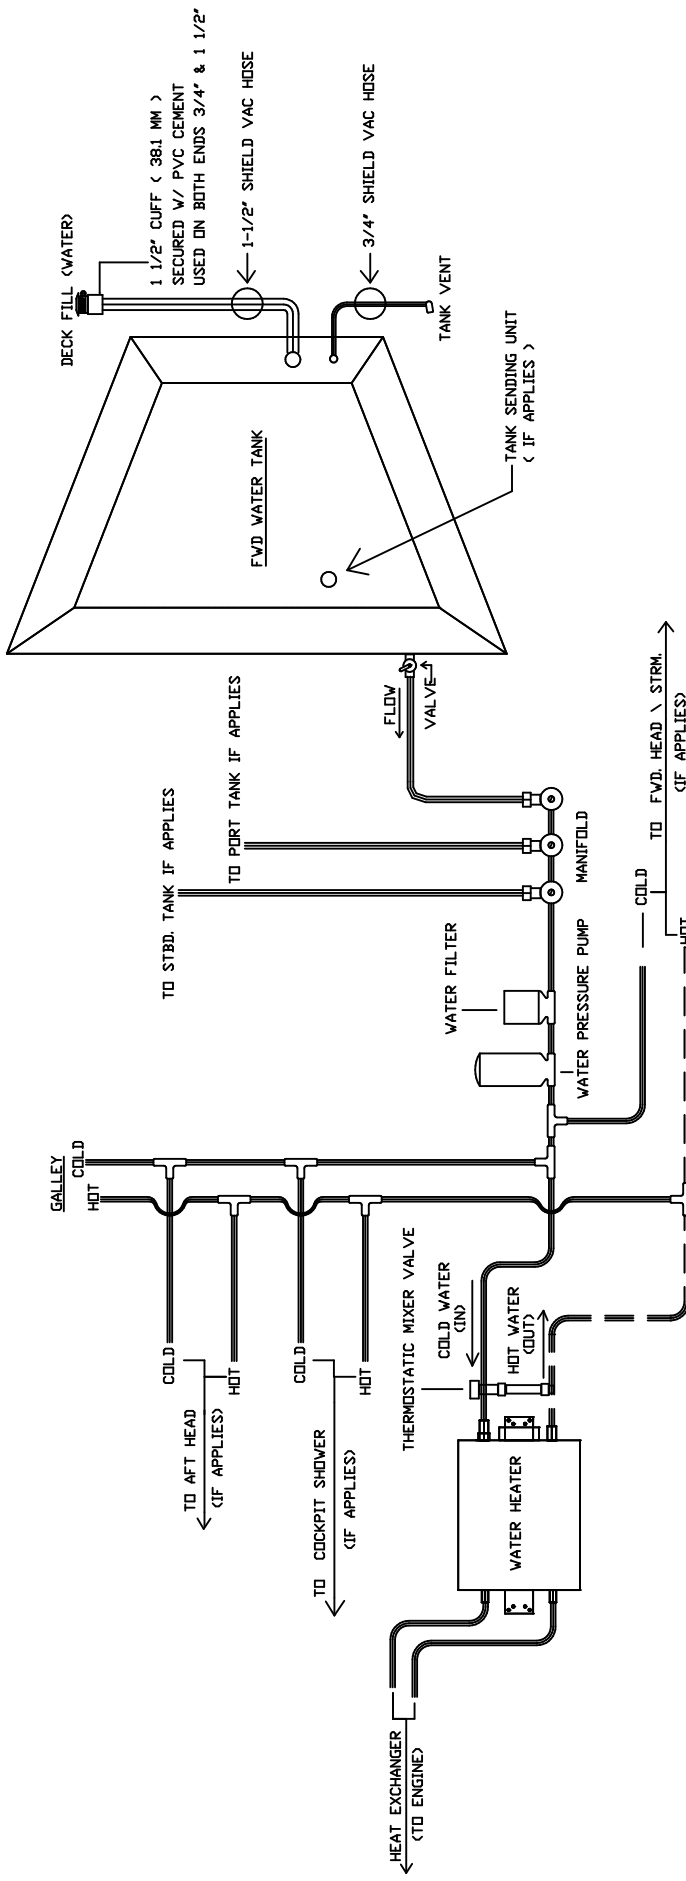 DECK FILL (WATER)
1 1/2" CUFF ( 38.1 MM )
SECURED W/ PVC CEMENT
USED ON BOTH ENDS 3/4" & 1 1/2"
1-1/2" SHIELD VAC HOSE
3/4" SHIELD VAC HOSE
TANK VENT
TANK SENDING UNIT
( IF APPLIES )
FWD WATER TANK
FLOW
VALVE
TO PORT TANK IF APPLIES
TO STBD. TANK IF APPLIES
MANIFOLD
WATER FILTER
WATER PRESSURE PUMP
COLD
TO FWD. HEAD \ STRM.
(IF APPLIES)
HOT
GALLEY
COLD
HOT
COLD
HOT
TO AFT HEAD
(IF APPLIES)
COLD
HOT
TO COCKPIT SHOWER
(IF APPLIES)
THERMOSTATIC MIXER VALVE
COLD WATER
(IN)
HOT WATER
(OUT)
WATER HEATER
HEAT EXCHANGER
(TO ENGINE)